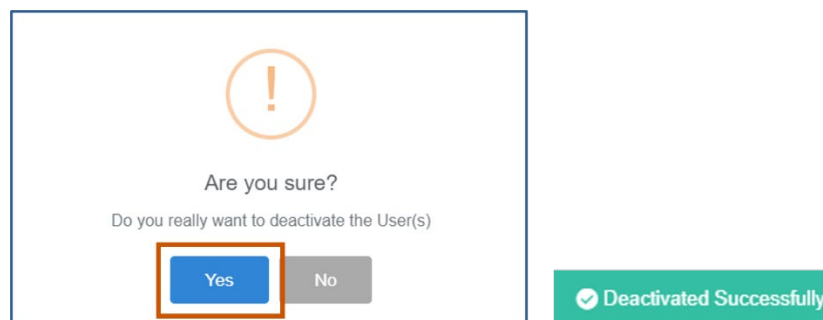 !
Are you sure?
Do you really want to deactivate the User(s)
Yes No
Deactivated Successfully